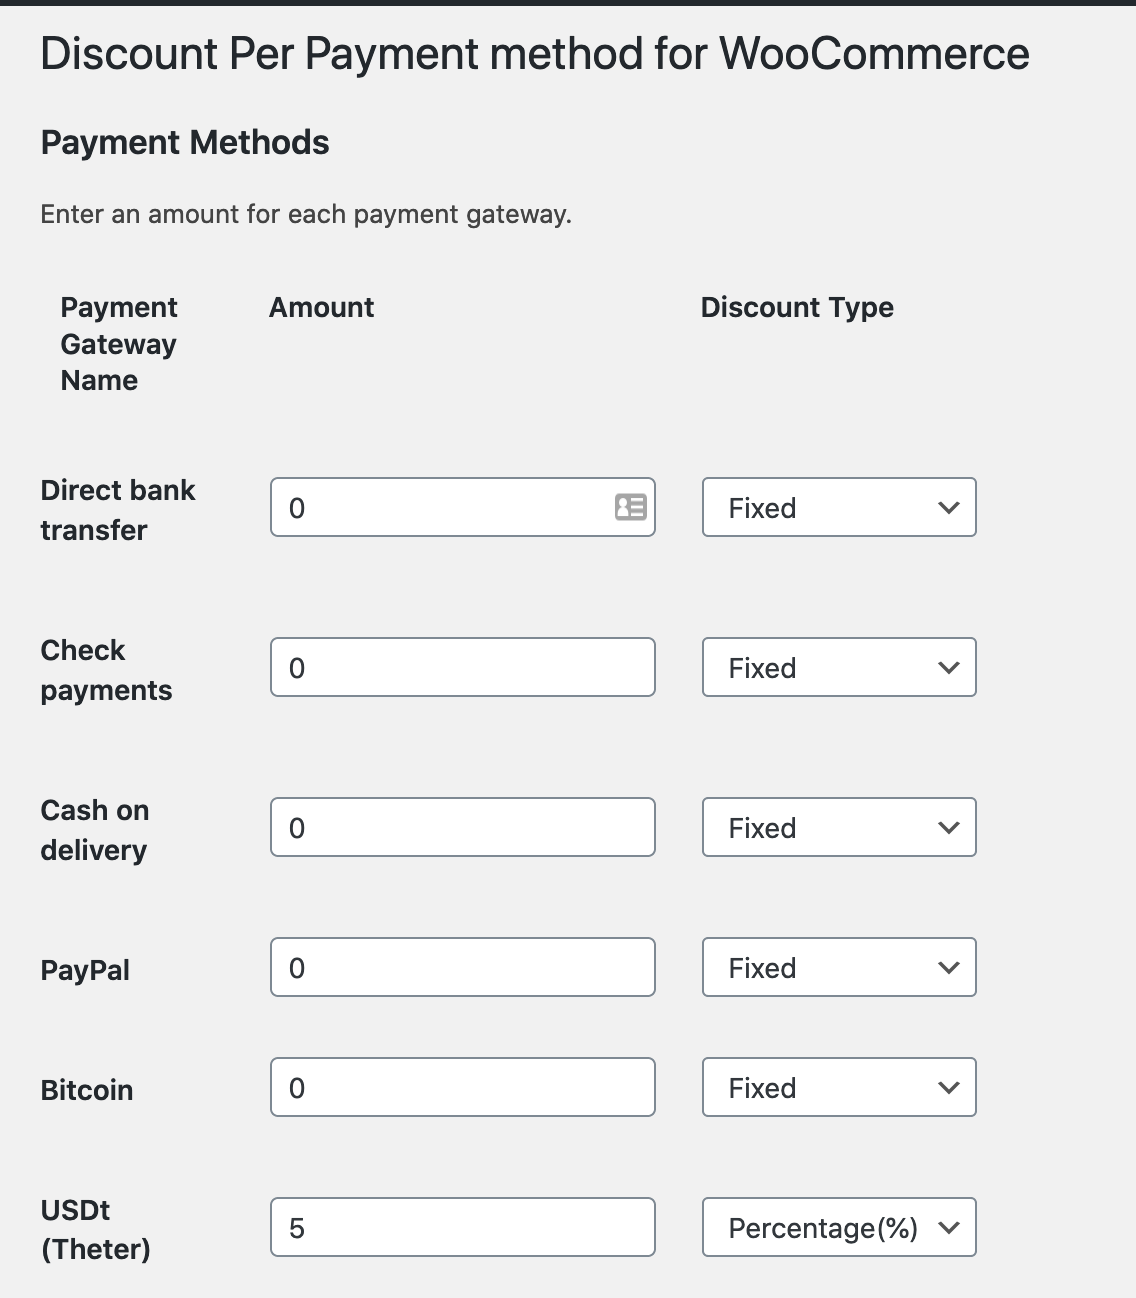 Discount Per Payment method for WooCommerce
Payment Methods
Enter an amount for each payment gateway.
Payment Gateway Name
Amount
Discount Type
Direct bank transfer
0
Fixed
Check payments
0
Fixed
Cash on delivery
0
Fixed
PayPal
0
Fixed
Bitcoin
0
Fixed
USDt (Theter)
5
Percentage(%)